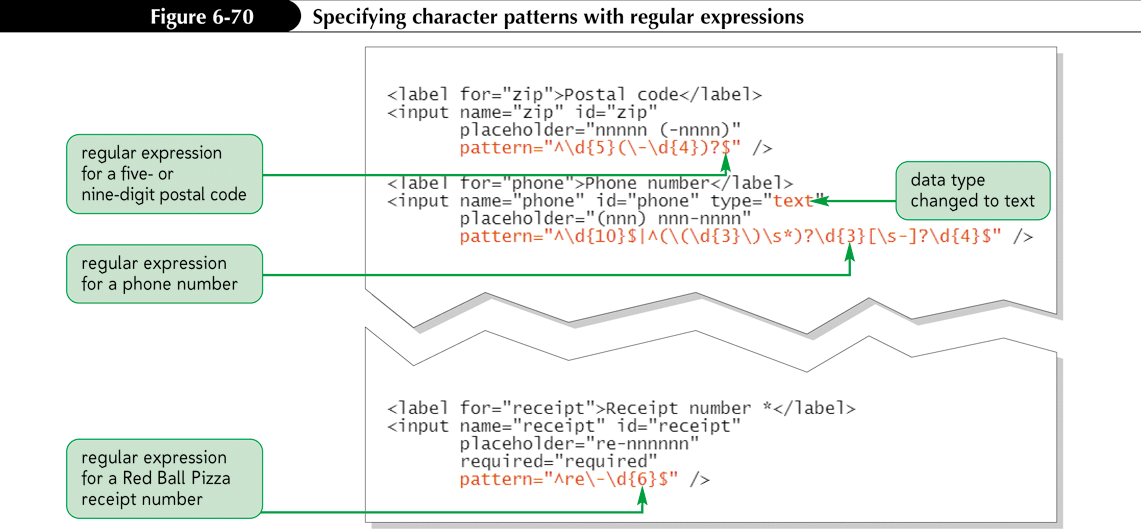 Figure 6-70 Specifying character patterns with regular expressions
<label for="zip">Postal code</label>
<input name="zip" id="zip"
placeholder="nnnnn (-nnnn)"
pattern="^\d{5}(\-\d{4})?$" />
regular expression
for a five- or
nine-digit postal code
<label for="phone">Phone number</label>
<input name="phone" id="phone" type="text"
placeholder="(nnn) nnn-nnnn"
pattern="^\d{10}$|^(\(\d{3}\)\s*)?\d{3}[\s-]?\d{4}$" />
data type
changed to text
regular expression
for a phone number
<label for="receipt">Receipt number *</label>
<input name="receipt" id="receipt"
placeholder="re-nnnnnn"
required="required"
pattern="^re\-\d{6}$" />
regular expression
for a Red Ball Pizza
receipt number